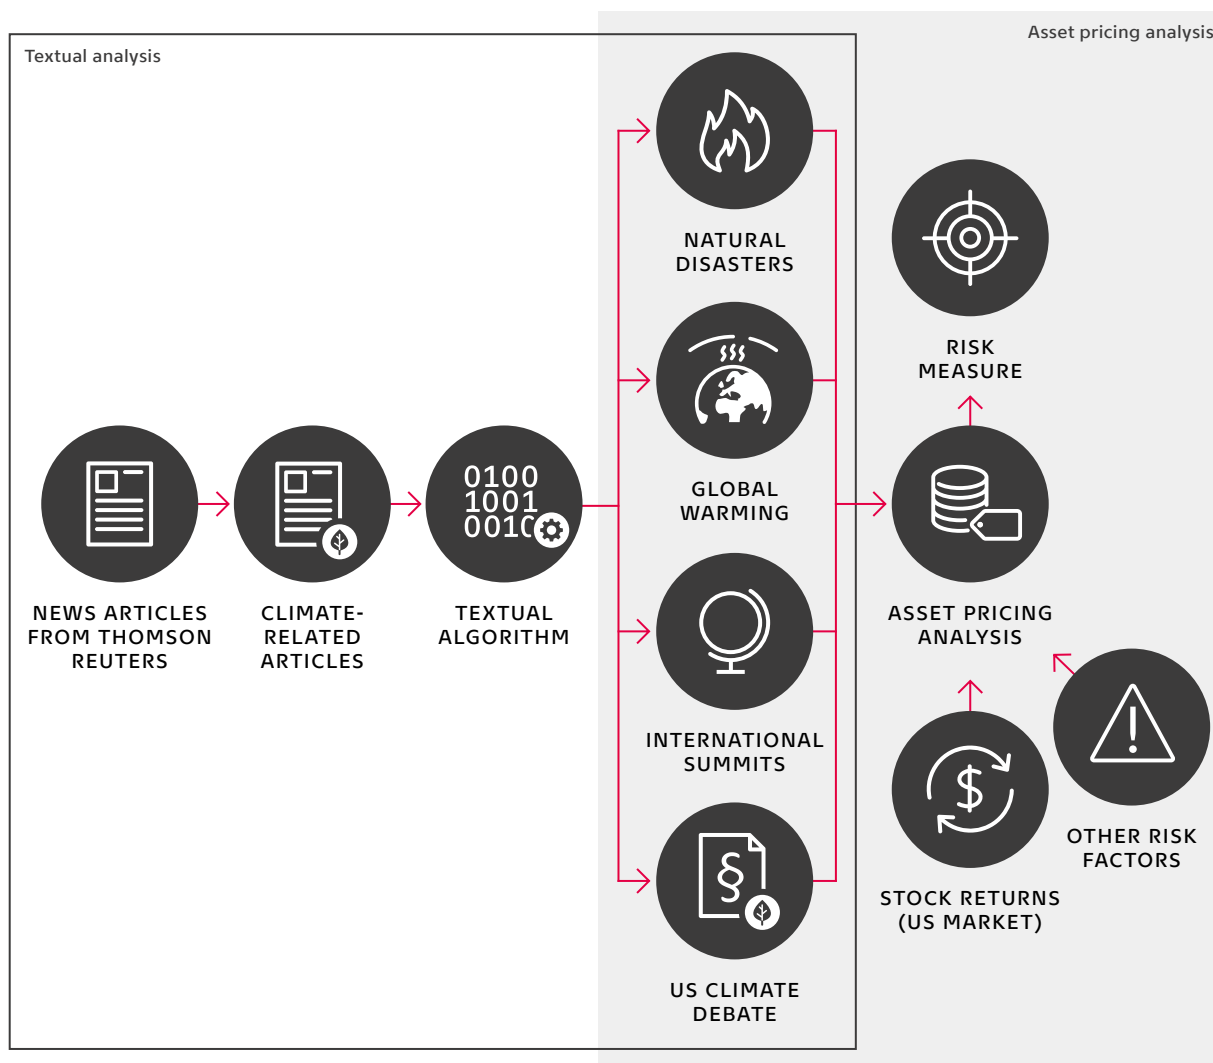 Asset pricing analysis
Textual analysis
NATURAL
DISASTERS
RISK
MEASURE
GLOBAL
WARMING
0100
1001
0010
NEWS ARTICLES
FROM THOMSON
REUTERS
CLIMATE-
RELATED
ARTICLES
TEXTUAL
ALGORITHM
ASSET PRICING
ANALYSIS
INTERNATIONAL
SUMMITS
$
OTHER RISK
FACTORS
§
STOCK RETURNS
(US MARKET)
US CLIMATE
DEBATE